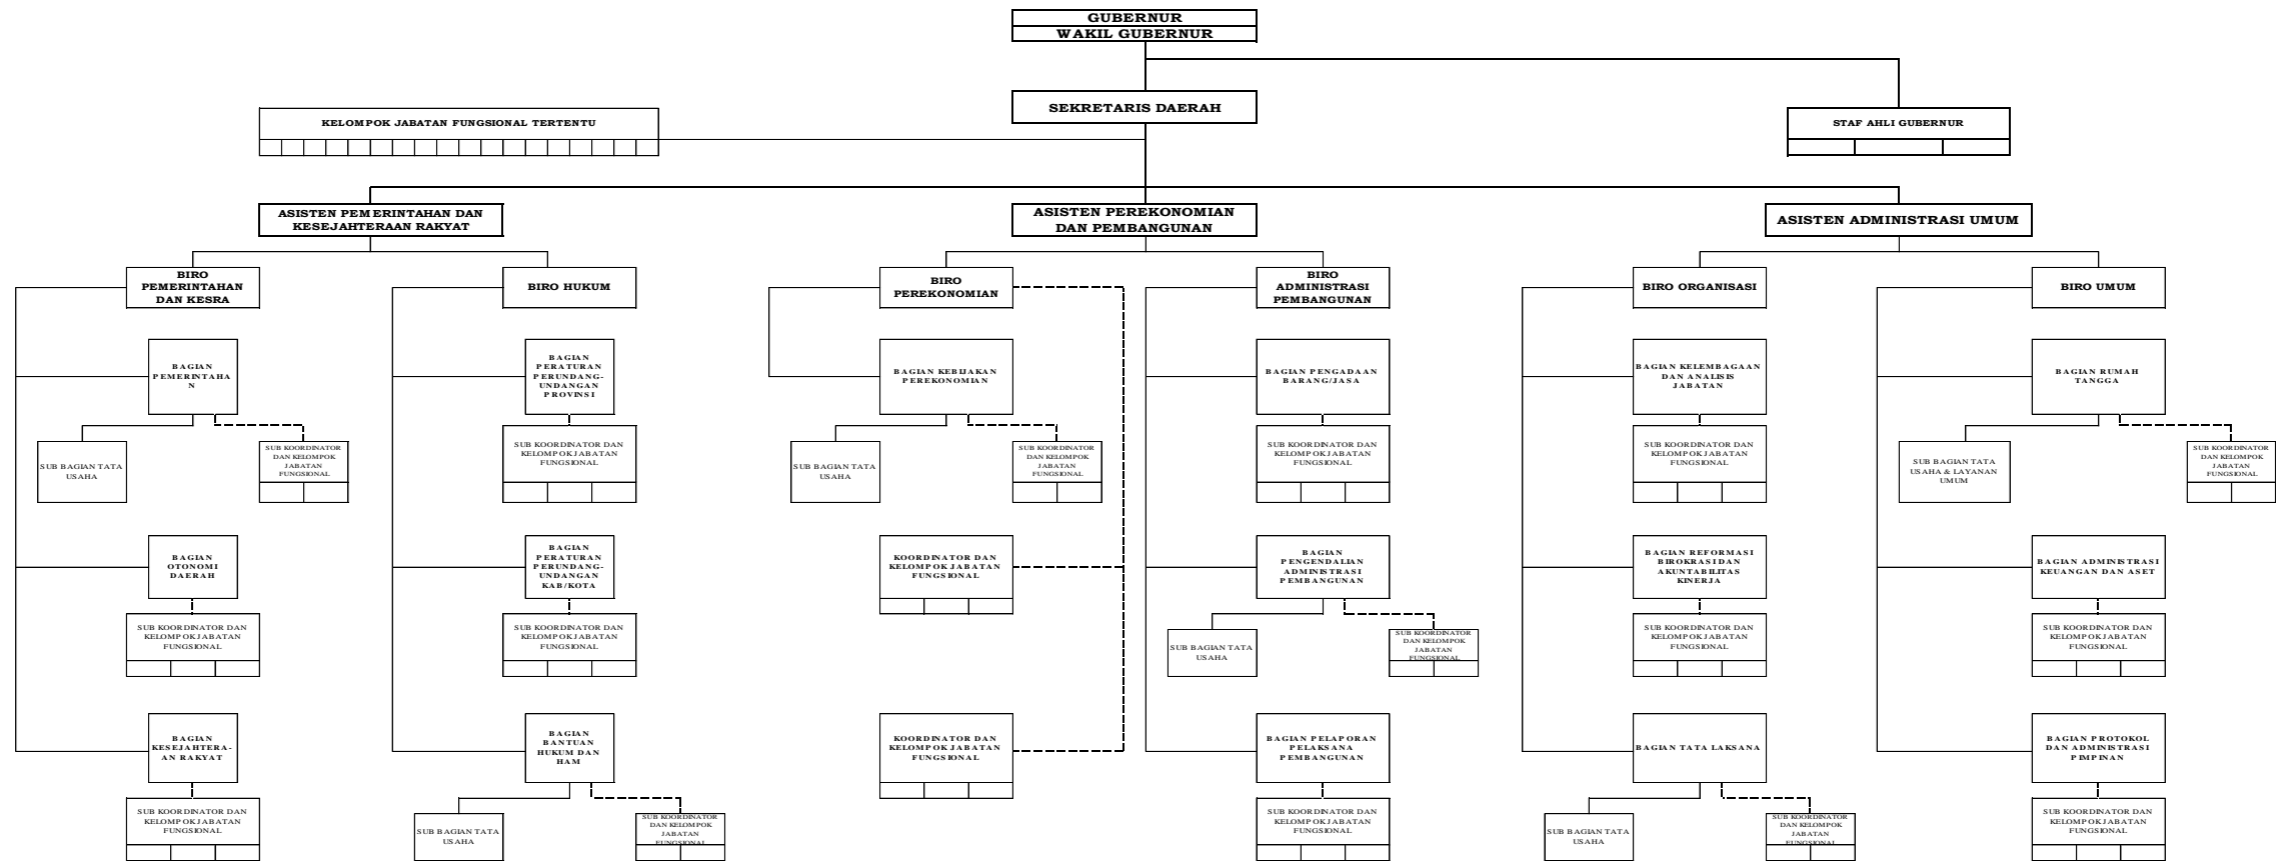 GUBERNUR
WAKIL GUBERNUR
SEKRETARIS DAERAH
KELOMPOK JABATAN FUNGSIONAL TERTENTU
STAF AHLI GUBERNUR
ASISTEN PEMERINTAHAN DAN
KESEJAHTERAAN RAKYAT
ASISTEN PEREKONOMIAN
DAN PEMBANGUNAN
ASISTEN ADMINISTRASI UMUM
BIRO
PEMERINTAHAN
DAN KESRA
BIRO HUKUM
BIRO
PEREKONOMIAN
BIRO
ADMINISTRASI
PEMBANGUNAN
BIRO ORGANISASI
BIRO UMUM
BAGIAN
PEMERINTAHA
N
BAGIAN
PERATURAN
PERUNDANG-
UNDANGAN
PROVINSI
BAGIAN KEBIJAKAN
PEREKONOMIAN
BAGIAN PENGADAAN
BARANG/JASA
BAGIAN KELEMBAGAAN
DAN ANALISIS
JABATAN
BAGIAN RUMAH
TANGGA
SUB BAGIAN TATA
USAHA
SUB KOORDINATOR
DAN KELOMPOK
JABATAN
FUNGSIONAL
SUB KOORDINATOR DAN
KELOMPOK JABATAN
FUNGSIONAL
SUB BAGIAN TATA
USAHA
SUB KOORDINATOR
DAN KELOMPOK
JABATAN
FUNGSIONAL
SUB KOORDINATOR DAN
KELOMPOK JABATAN
FUNGSIONAL
SUB KOORDINATOR DAN
KELOMPOK JABATAN
FUNGSIONAL
SUB BAGIAN TATA
USAHA & LAYANAN
UMUM
SUB KOORDINATOR
DAN KELOMPOK
JABATAN
FUNGSIONAL
BAGIAN
OTONOMI
DAERAH
BAGIAN
PERATURAN
PERUNDANG-
UNDANGAN
KAB/KOTA
KOORDINATOR DAN
KELOMPOK JABATAN
FUNGSIONAL
BAGIAN
PENGENDALIAN
ADMINISTRASI
PEMBANGUNAN
BAGIAN REFORMASI
BIROKRASI DAN
AKUNTABILITAS
KINERJA
BAGIAN ADMINISTRASI
KEUANGAN DAN ASET
SUB KOORDINATOR DAN
KELOMPOK JABATAN
FUNGSIONAL
SUB KOORDINATOR DAN
KELOMPOK JABATAN
FUNGSIONAL
SUB BAGIAN TATA
USAHA
SUB KOORDINATOR
DAN KELOMPOK
JABATAN
FUNGSIONAL
SUB KOORDINATOR DAN
KELOMPOK JABATAN
FUNGSIONAL
SUB KOORDINATOR DAN
KELOMPOK JABATAN
FUNGSIONAL
BAGIAN
KESEJAHTERA-
AN RAKYAT
BAGIAN
BANTUAN
HUKUM DAN
HAM
KOORDINATOR DAN
KELOMPOK JABATAN
FUNGSIONAL
BAGIAN PELAPORAN
PELAKSANA
PEMBANGUNAN
BAGIAN TATA LAKSANA
BAGIAN PROTOKOL
DAN ADMINISTRASI
PIMPINAN
SUB KOORDINATOR DAN
KELOMPOK JABATAN
FUNGSIONAL
SUB BAGIAN TATA
USAHA
SUB KOORDINATOR
DAN KELOMPOK
JABATAN
FUNGSIONAL
SUB KOORDINATOR DAN
KELOMPOK JABATAN
FUNGSIONAL
SUB BAGIAN TATA
USAHA
SUB KOORDINATOR
DAN KELOMPOK
JABATAN
FUNGSIONAL
SUB KOORDINATOR DAN
KELOMPOK JABATAN
FUNGSIONAL